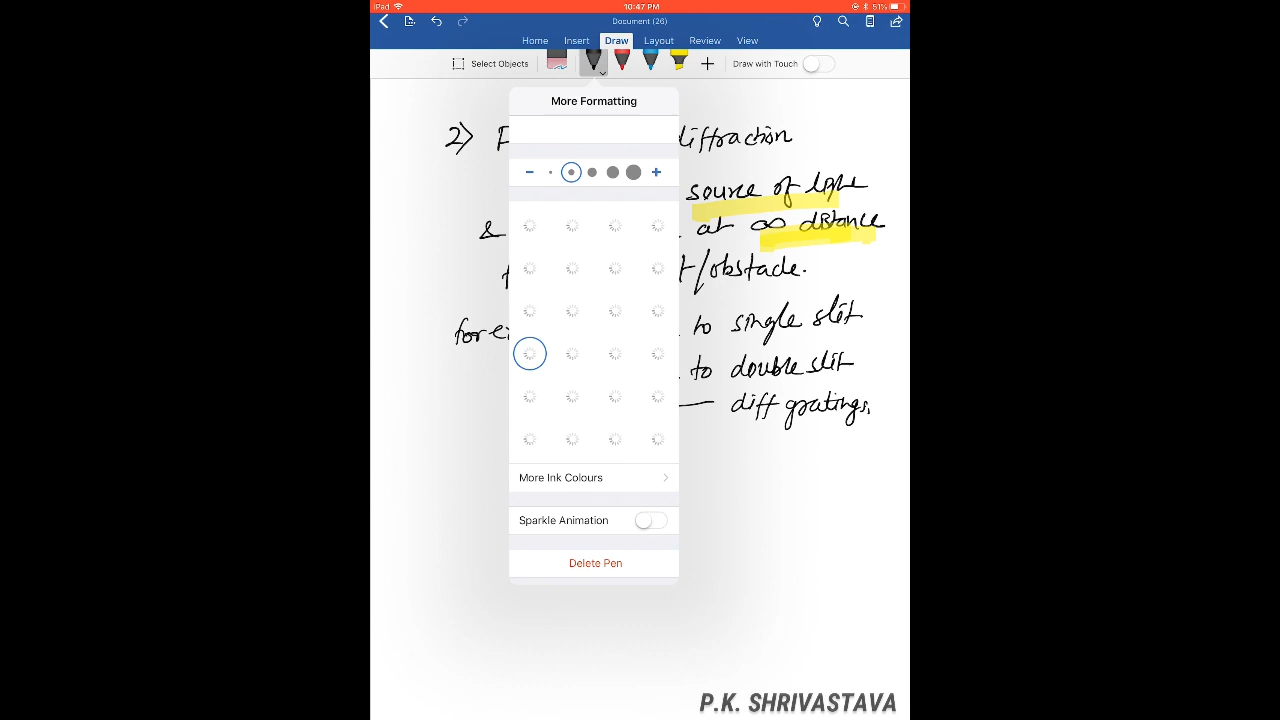 iPad 10:47 PM 51%
Document (26)
Home Insert Draw Layout Review View
Select Objects Draw with Touch
More Formatting
2) diffraction
source of light
& at ∞ distance
t/obstacle.
for ex to single slit
to double slit
diff gratings,
More Ink Colours
Sparkle Animation
Delete Pen
P.K. SHRIVASTAVA